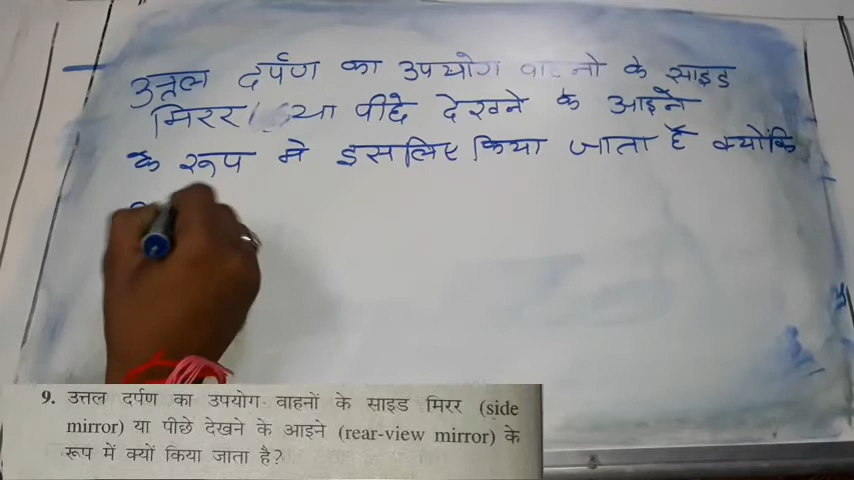 उत्तल दर्पण का उपयोग वाहनो के साइड
मिरर या पीछे देखने के आइने
के रूप मे इसलिए किया जाता है क्योंकि
9. उत्तल दर्पण का उपयोग वाहनों के साइड मिरर (side
mirror) या पीछे देखने के आइने (rear-view mirror) के
रूप में क्यों किया जाता है?